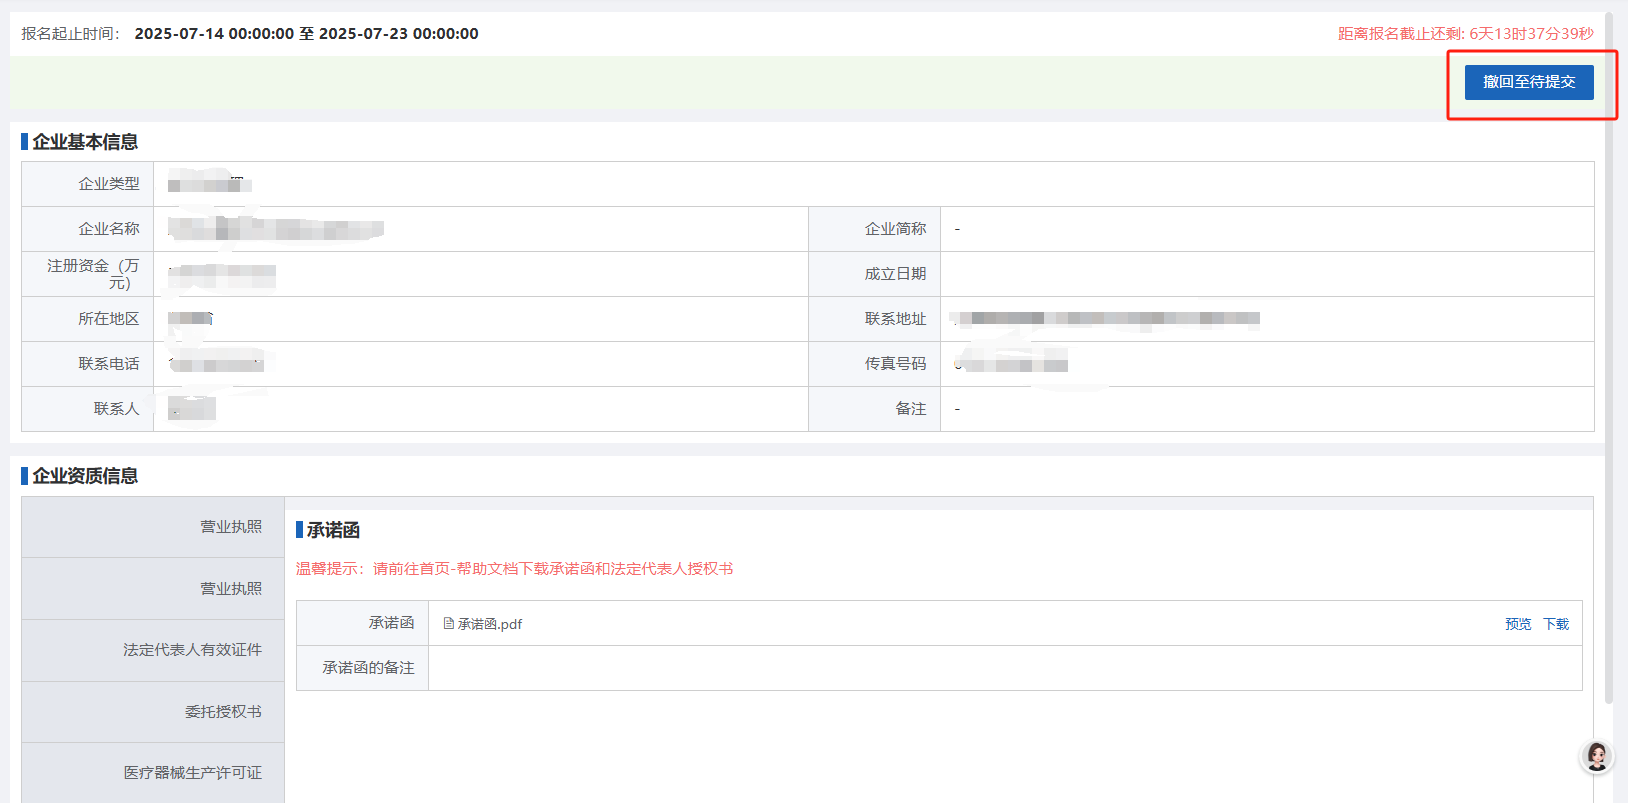 报名起止时间： 2025-07-14 00:00:00 至 2025-07-23 00:00:00
距离报名截止还剩: 6天13时37分39秒
撤回至待提交
企业基本信息
企业类型
企业名称
企业简称 -
注册资金（万
元）
成立日期
所在地区
联系地址
联系电话
传真号码
联系人
备注 -
企业资质信息
营业执照
营业执照
法定代表人有效证件
委托授权书
医疗器械生产许可证
承诺函
温馨提示：请前往首页-帮助文档下载承诺函和法定代表人授权书
承诺函 承诺函.pdf 预览 下载
承诺函的备注